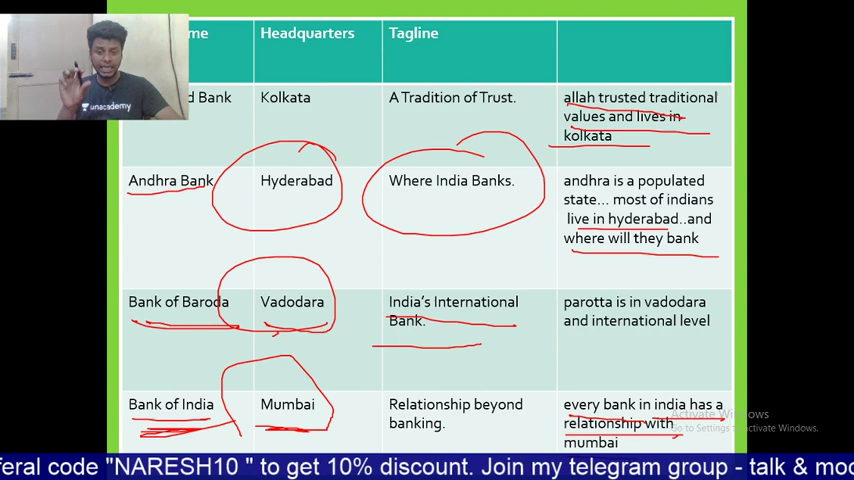 me
Headquarters
Tagline
unacademy
d Bank
Kolkata
A Tradition of Trust.
allah trusted traditional
values and lives in
kolkata
Andhra Bank
Hyderabad
Where India Banks.
andhra is a populated
state... most of indians
live in hyderabad..and
where will they bank
Bank of Baroda
Vadodara
India's International
Bank.
parotta is in vadodara
and international level
Bank of India
Mumbai
Relationship beyond
banking.
every bank in india has a
relationship with
mumbai
Activate Windows
Go to Settings to activate Windows.
feral code "NARESH10 " to get 10% discount. Join my telegram group - talk & moc